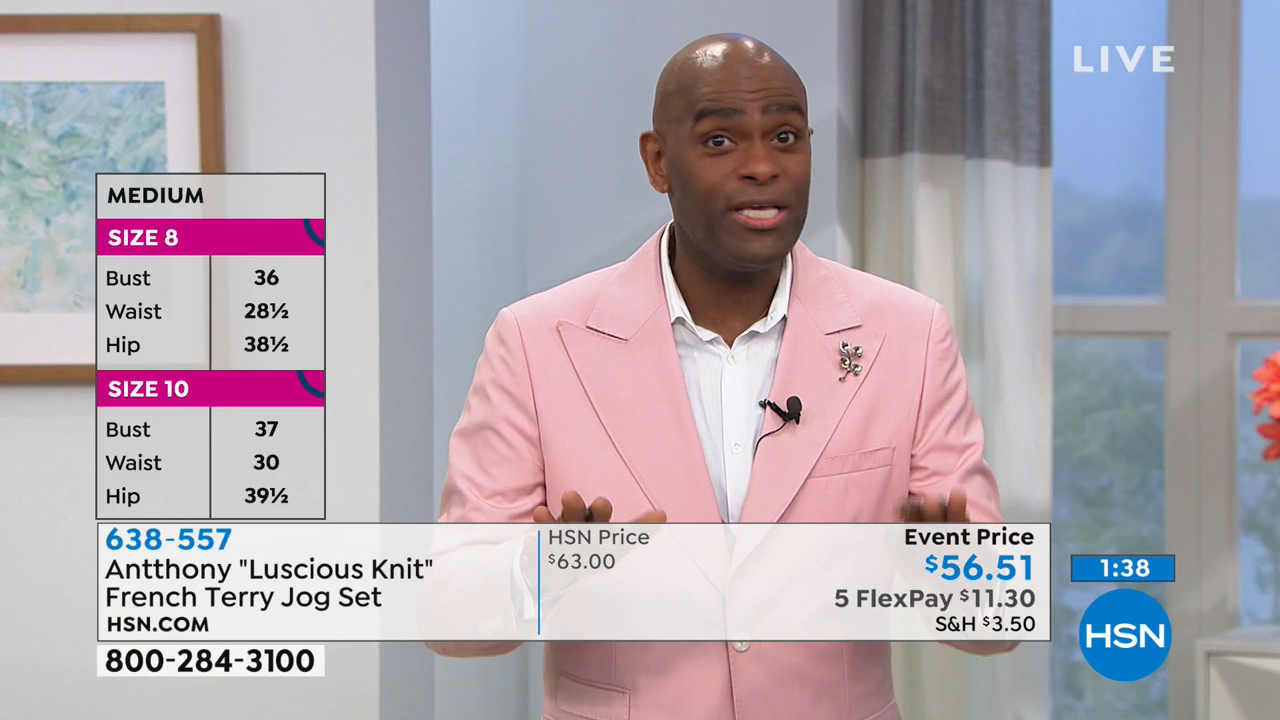 LIVE
MEDIUM
SIZE 8
Bust 36
Waist 28½
Hip 38½
SIZE 10
Bust 37
Waist 30
Hip 39½
638-557
Antthony "Luscious Knit"
French Terry Jog Set
HSN.COM
HSN Price
$63.00
Event Price
$56.51
5 FlexPay $11.30
S&H $3.50
800-284-3100
1:38
HSN